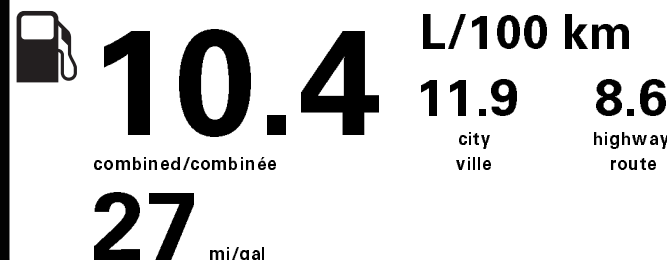 10.4 L/100 km
11.9 8.6
city highway
combined/combinée ville route
27 mi/gal